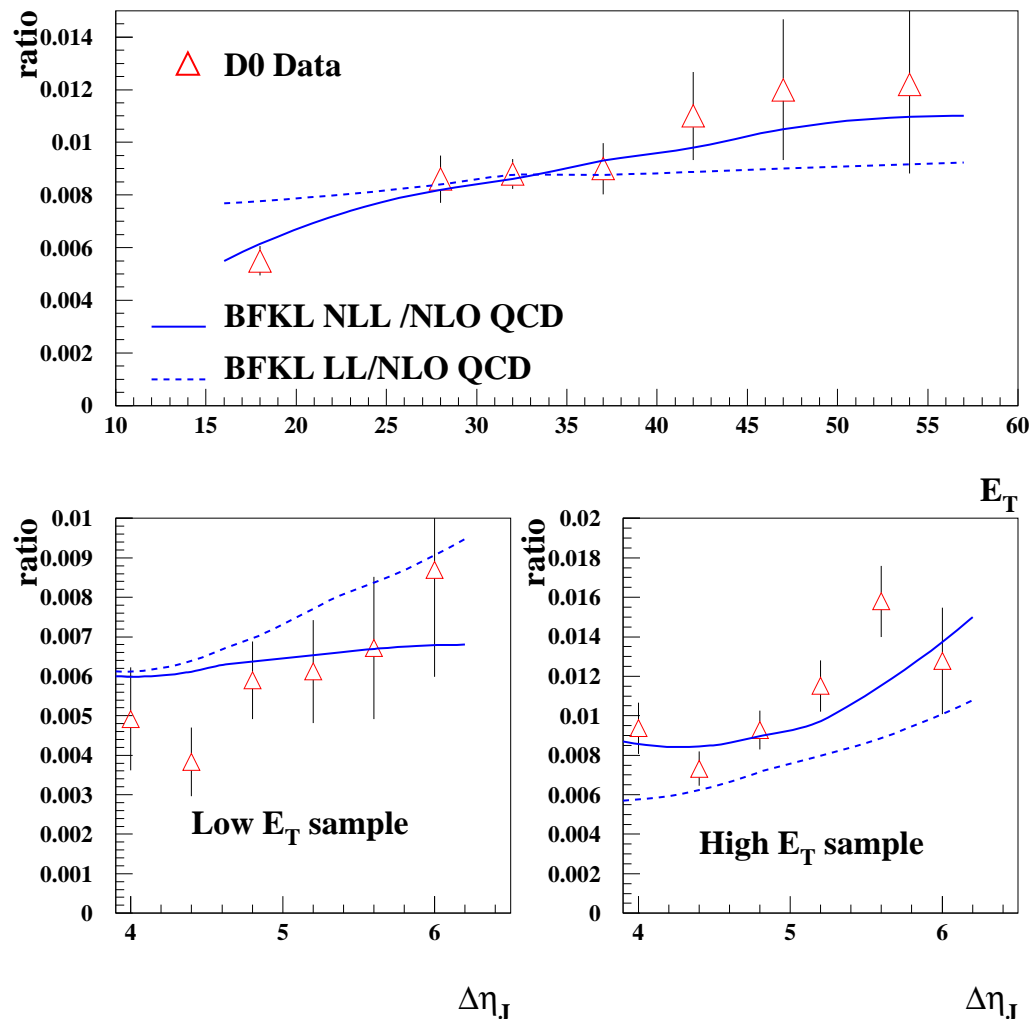 ratio
0.014
0.012
0.01
0.008
0.006
0.004
0.002
0
D0 Data
BFKL NLL /NLO QCD
BFKL LL/NLO QCD
10 15 20 25 30 35 40 45 50 55 60
E_T
ratio
0.01
0.009
0.008
0.007
0.006
0.005
0.004
0.003
0.002
0.001
0
Low E_T sample
4 5 6
Δη_J
ratio
0.02
0.018
0.016
0.014
0.012
0.01
0.008
0.006
0.004
0.002
0
High E_T sample
4 5 6
Δη_J